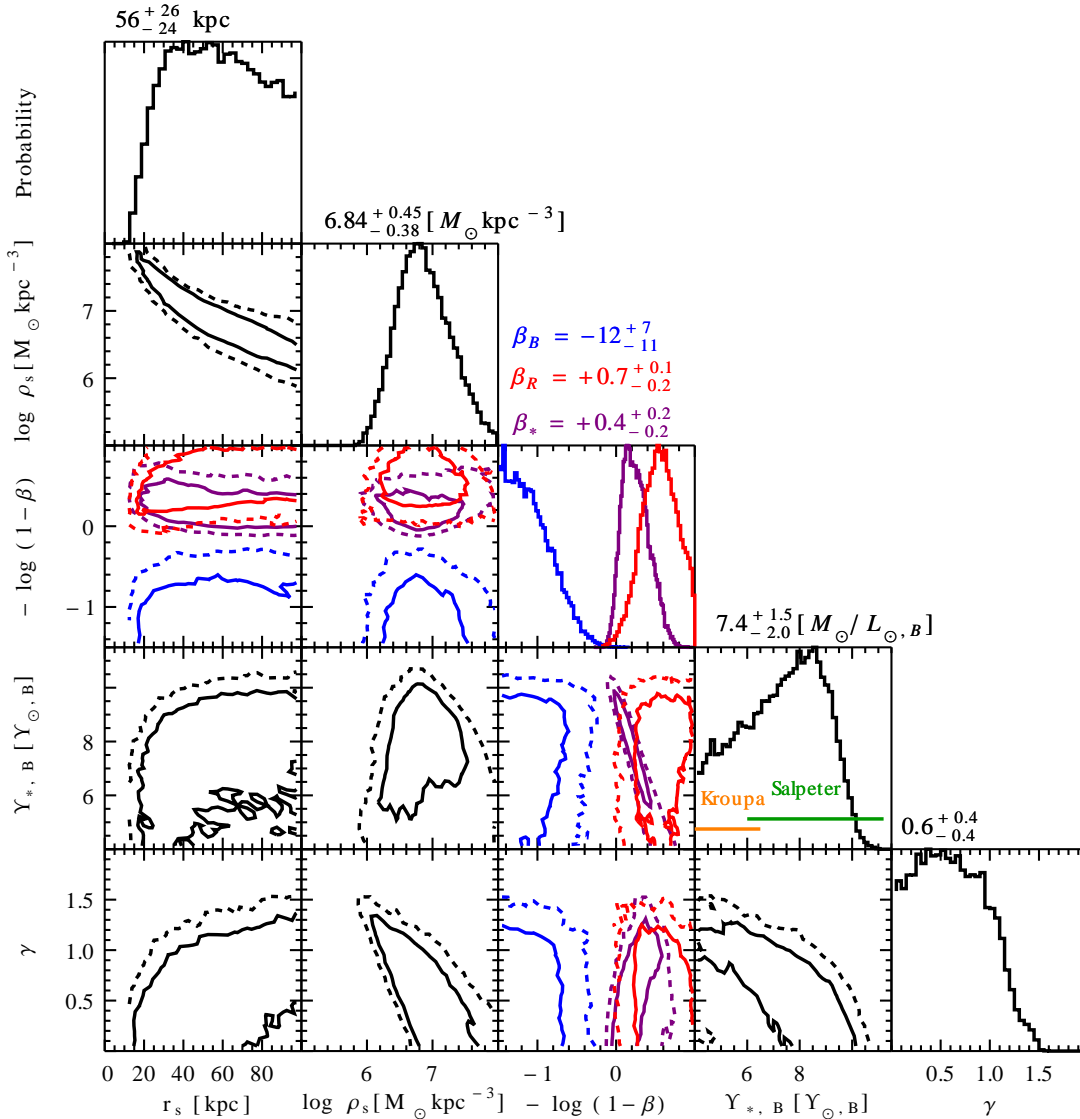 56 +26 −24 kpc
Probability
6.84 +0.45 −0.38 [M⊙ kpc −3]
log ρs [M⊙ kpc −3]
7
6
βB = −12 +7 −11
βR = +0.7 +0.1 −0.2
β* = +0.4 +0.2 −0.2
− log (1−β)
0
−1
7.4 +1.5 −2.0 [M⊙/L⊙,B]
ϒ*,B [ϒ⊙,B]
8
6
Kroupa
Salpeter
0.6 +0.4 −0.4
γ
1.5
1.0
0.5
0 20 40 60 80 6 7 −1 0 6 8 0.5 1.0 1.5
rs [kpc] log ρs[M⊙kpc−3] − log (1−β) ϒ*,B [ϒ⊙,B] γ